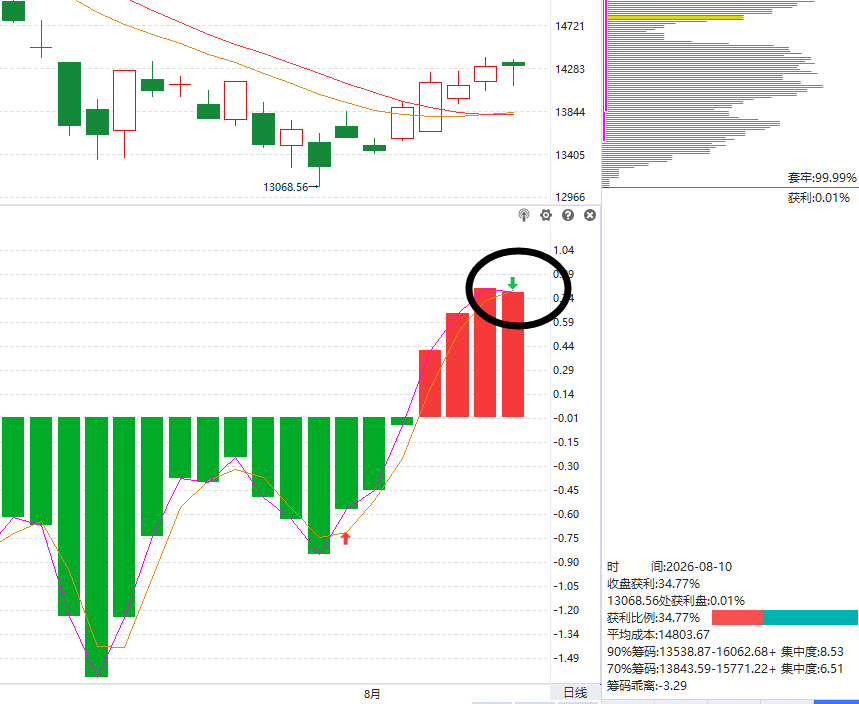 14721
14283
13844
13405
12966
13068.56→
套牢:99.99%
获利:0.01%
1.04
0.59
0.44
0.29
0.14
-0.01
-0.15
-0.30
-0.45
-0.60
-0.75
-0.90
-1.05
-1.20
-1.34
-1.49
8月
日线
时 间:2026-08-10
收盘获利:34.77%
13068.56处获利盘:0.01%
获利比例:34.77%
平均成本:14803.67
90%筹码:13538.87-16062.68+ 集中度:8.53
70%筹码:13843.59-15771.22+ 集中度:6.51
筹码乖离:-3.29